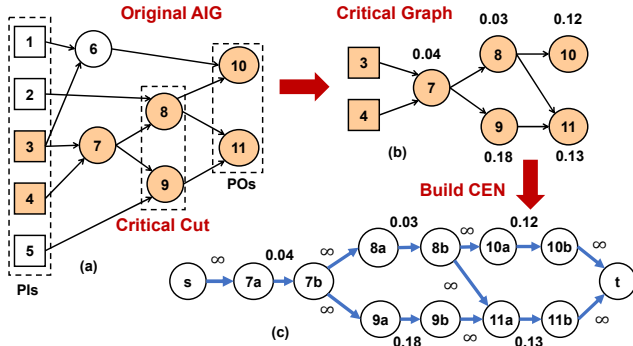 Original AIG
Critical Graph
1
2
3
4
5
6
7
8
9
10
11
PIs
POs
Critical Cut
(a)
3
4
0.04
7
0.03
8
0.12
10
9
0.18
11
0.13
(b)
Build CEN
s
∞
7a
0.04
7b
∞
8a
0.03
8b
∞
10a
0.12
10b
∞
∞
∞
9a
0.18
9b
∞
11a
0.13
11b
∞
t
(c)